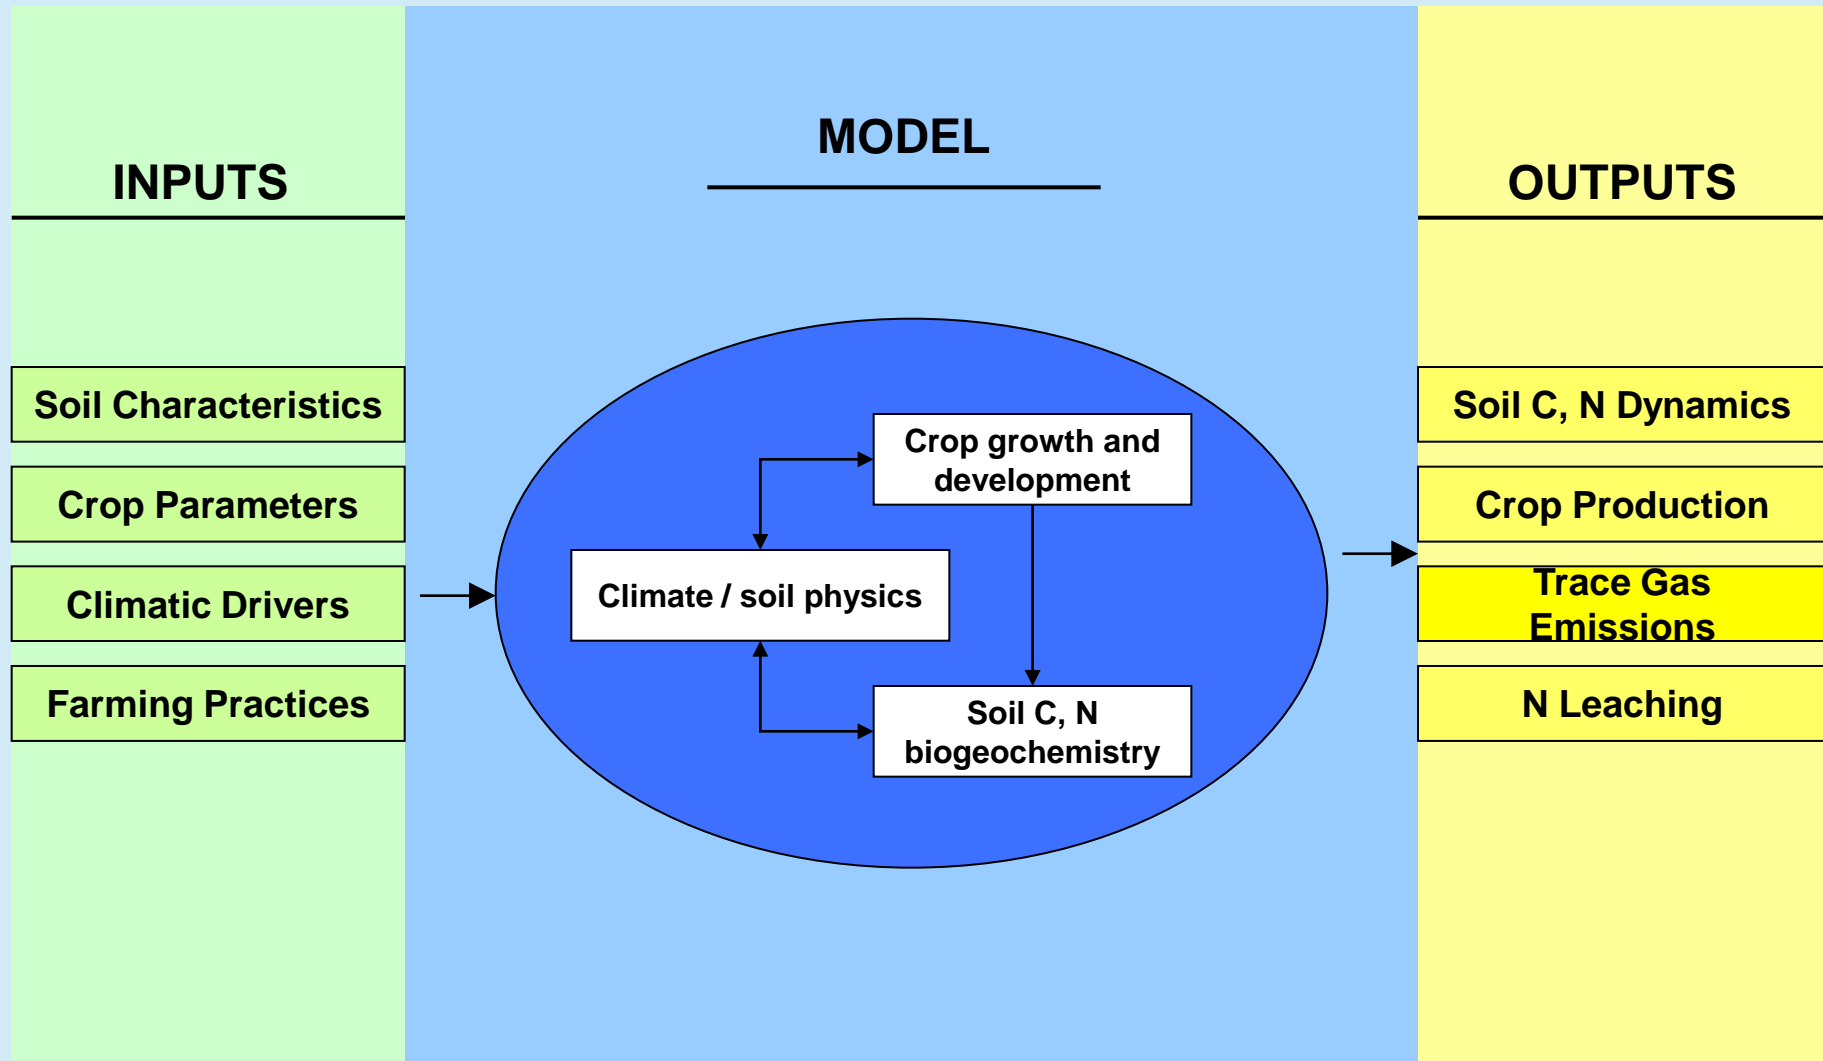 INPUTS
Soil Characteristics
Crop Parameters
Climatic Drivers
Farming Practices
MODEL
Crop growth and
development
Climate / soil physics
Soil C, N
biogeochemistry
OUTPUTS
Soil C, N Dynamics
Crop Production
Trace Gas
Emissions
N Leaching